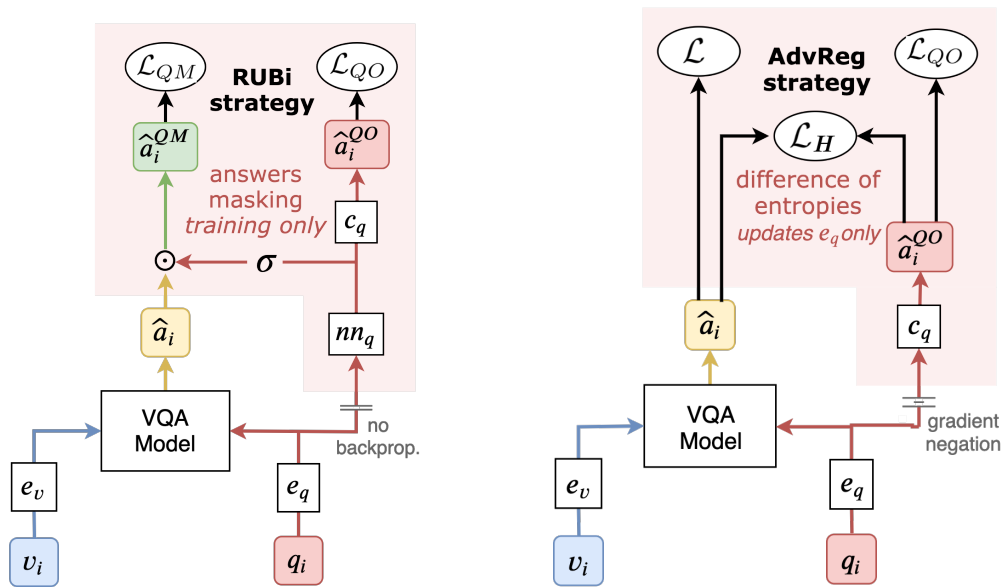 ℒ_QM
RUBi
strategy
ℒ_QO
â_i^QM
â_i^QO
answers
masking
training only
c_q
⊙
σ
â_i
nn_q
VQA
Model
no
backprop.
e_v
e_q
v_i
q_i
ℒ
AdvReg
strategy
ℒ_QO
ℒ_H
difference of
entropies
updates e_q only
â_i^QO
â_i
c_q
VQA
Model
gradient
negation
e_v
e_q
v_i
q_i